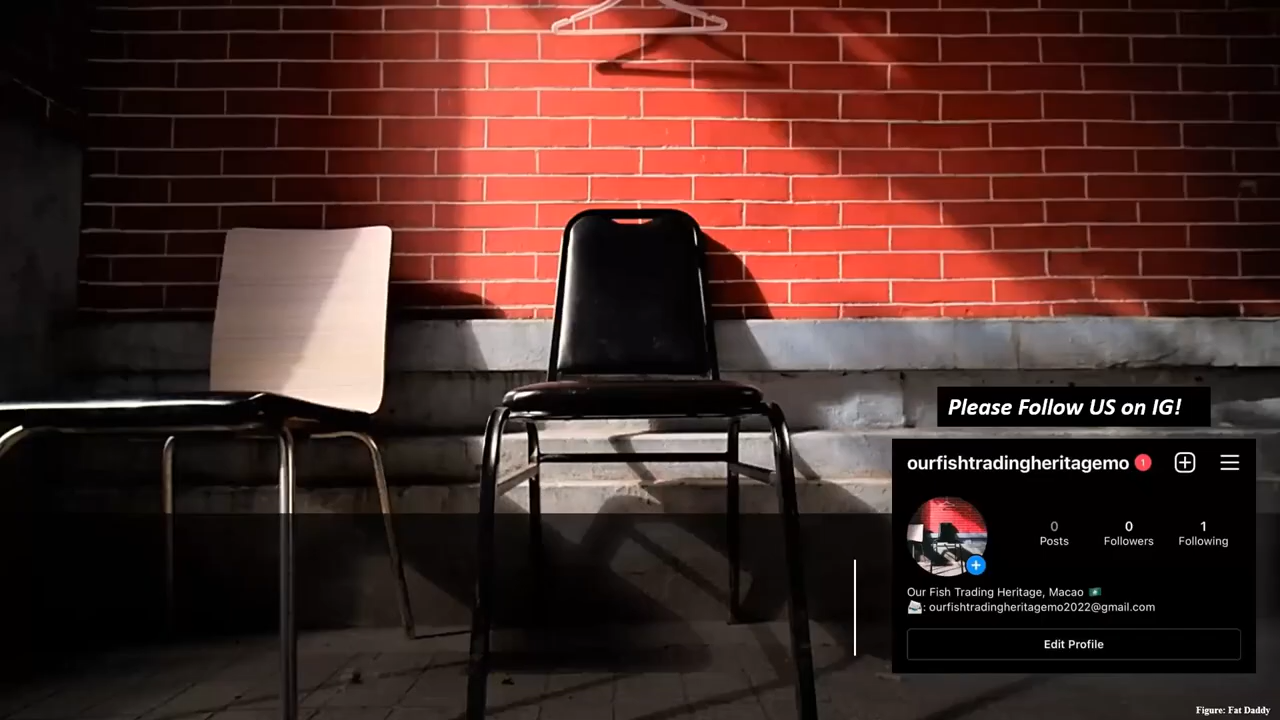 Please Follow US on IG!
ourfishtradingheritagemo 1
0 0 1
Posts Followers Following
Our Fish Trading Heritage, Macao 🇲🇴
📨: ourfishtradingheritagemo2022@gmail.com
Edit Profile
Figure: Fat Daddy